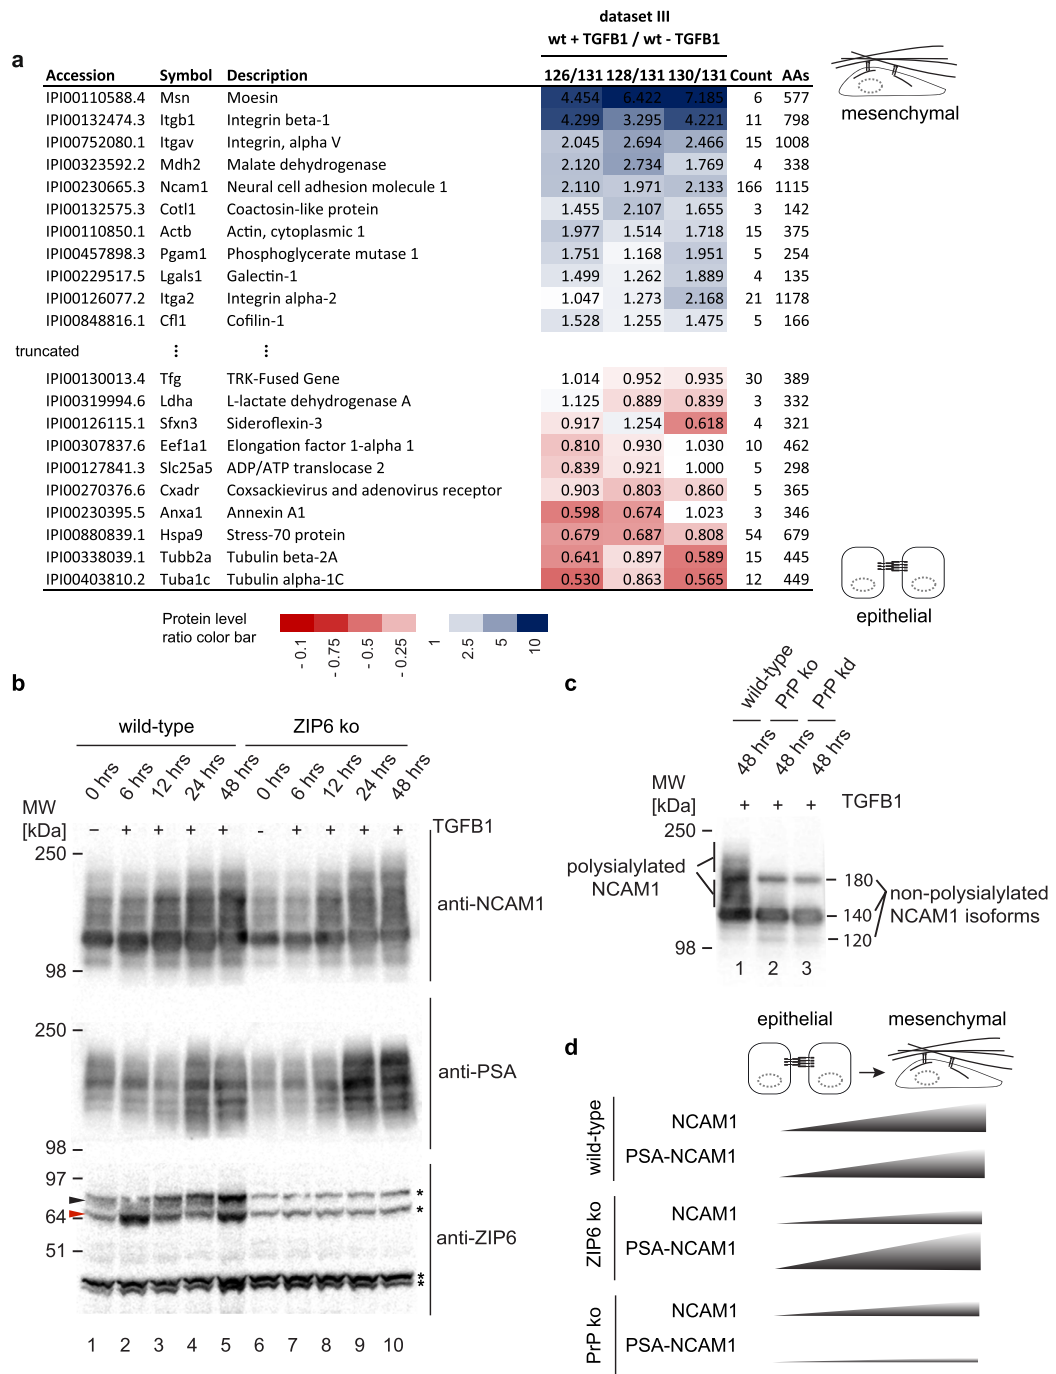 dataset III
wt + TGFB1 / wt - TGFB1
a
Accession Symbol Description 126/131 128/131 130/131 Count AAs
IPI00110588.4 Msn Moesin 4.454 6.422 7.185 6 577
IPI00132474.3 Itgb1 Integrin beta-1 4.299 3.295 4.221 11 798
IPI00752080.1 Itgav Integrin, alpha V 2.045 2.694 2.466 15 1008
IPI00323592.2 Mdh2 Malate dehydrogenase 2.120 2.734 1.769 4 338
IPI00230665.3 Ncam1 Neural cell adhesion molecule 1 2.110 1.971 2.133 166 1115
IPI00132575.3 Cotl1 Coactosin-like protein 1.455 2.107 1.655 3 142
IPI00110850.1 Actb Actin, cytoplasmic 1 1.977 1.514 1.718 15 375
IPI00457898.3 Pgam1 Phosphoglycerate mutase 1 1.751 1.168 1.951 5 254
IPI00229517.5 Lgals1 Galectin-1 1.499 1.262 1.889 4 135
IPI00126077.2 Itga2 Integrin alpha-2 1.047 1.273 2.168 21 1178
IPI00848816.1 Cfl1 Cofilin-1 1.528 1.255 1.475 5 166
truncated ⋮ ⋮
IPI00130013.4 Tfg TRK-Fused Gene 1.014 0.952 0.935 30 389
IPI00319994.6 Ldha L-lactate dehydrogenase A 1.125 0.889 0.839 3 332
IPI00126115.1 Sfxn3 Sideroflexin-3 0.917 1.254 0.618 4 321
IPI00307837.6 Eef1a1 Elongation factor 1-alpha 1 0.810 0.930 1.030 10 462
IPI00127841.3 Slc25a5 ADP/ATP translocase 2 0.839 0.921 1.000 5 298
IPI00270376.6 Cxadr Coxsackievirus and adenovirus receptor 0.903 0.803 0.860 5 365
IPI00230395.5 Anxa1 Annexin A1 0.598 0.674 1.023 3 346
IPI00880839.1 Hspa9 Stress-70 protein 0.679 0.687 0.808 54 679
IPI00338039.1 Tubb2a Tubulin beta-2A 0.641 0.897 0.589 15 445
IPI00403810.2 Tuba1c Tubulin alpha-1C 0.530 0.863 0.565 12 449
mesenchymal
epithelial
Protein level
ratio color bar
- 0.1 - 0.75 - 0.5 - 0.25 1 2.5 5 10
b
wild-type ZIP6 ko
0 hrs 6 hrs 12 hrs 24 hrs 48 hrs 0 hrs 6 hrs 12 hrs 24 hrs 48 hrs
MW
[kDa]
– + + + + - + + + + TGFB1
250
anti-NCAM1
98
250
anti-PSA
98
97
*
64 *
anti-ZIP6
51
*
*
1 2 3 4 5 6 7 8 9 10
c
wild-type PrP ko PrP kd
48 hrs 48 hrs 48 hrs
MW
[kDa]
+ + + TGFB1
250
polysialylated
NCAM1
180
non-polysialylated
NCAM1 isoforms
140
120
98
1 2 3
d
epithelial mesenchymal
wild-type
NCAM1
PSA-NCAM1
ZIP6 ko
NCAM1
PSA-NCAM1
PrP ko
NCAM1
PSA-NCAM1